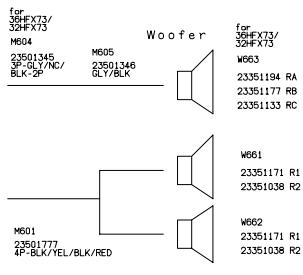 for
36HFX73/
32HFX73
M604
23501345
3P-GLY/NC/
BLK-2P
M605
23501346
GLY/BLK
Woofer
for
36HFX73/
32HFX73
W663
23351194 RA
23351177 RB
23351133 RC
W661
23351171 R1
23351038 R2
M601
23501777
4P-BLK/YEL/BLK/RED
W662
23351171 R1
23351038 R2